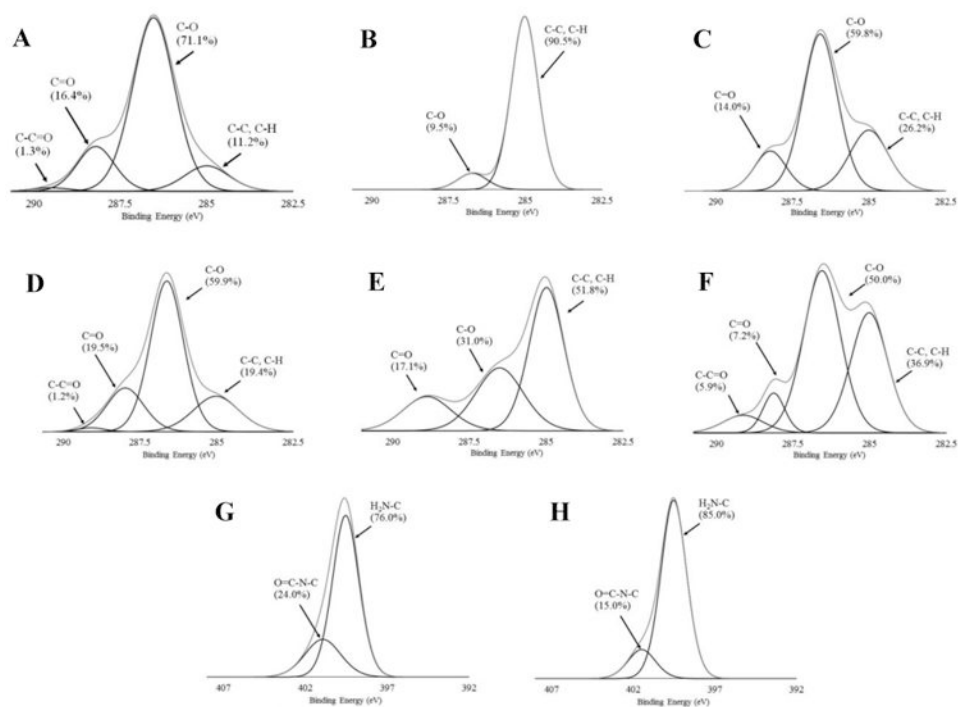 A
C-O
(71.1%)
C=O
(16.4%)
C-C=O
(1.3%)
C-C, C-H
(11.2%)
290
287.5
285
282.5
Binding Energy (eV)
B
C-C, C-H
(90.5%)
C-O
(9.5%)
290
287.5
285
282.5
Binding Energy (eV)
C
C-O
(59.8%)
C=O
(14.0%)
C-C, C-H
(26.2%)
290
287.5
285
282.5
Binding Energy (eV)
D
C-O
(59.9%)
C=O
(19.5%)
C-C=O
(1.2%)
C-C, C-H
(19.4%)
290
287.5
285
282.5
Binding Energy (eV)
E
C-C, C-H
(51.8%)
C-O
(31.0%)
C=O
(17.1%)
290
287.5
285
282.5
Binding Energy (eV)
F
C-O
(50.0%)
C=O
(7.2%)
C-C=O
(5.9%)
C-C, C-H
(36.9%)
290
287.5
285
282.5
Binding Energy (eV)
G
H₂N-C
(76.0%)
O=C-N-C
(24.0%)
407
402
397
392
Binding Energy (eV)
H
H₂N-C
(85.0%)
O=C-N-C
(15.0%)
407
402
397
392
Binding Energy (eV)